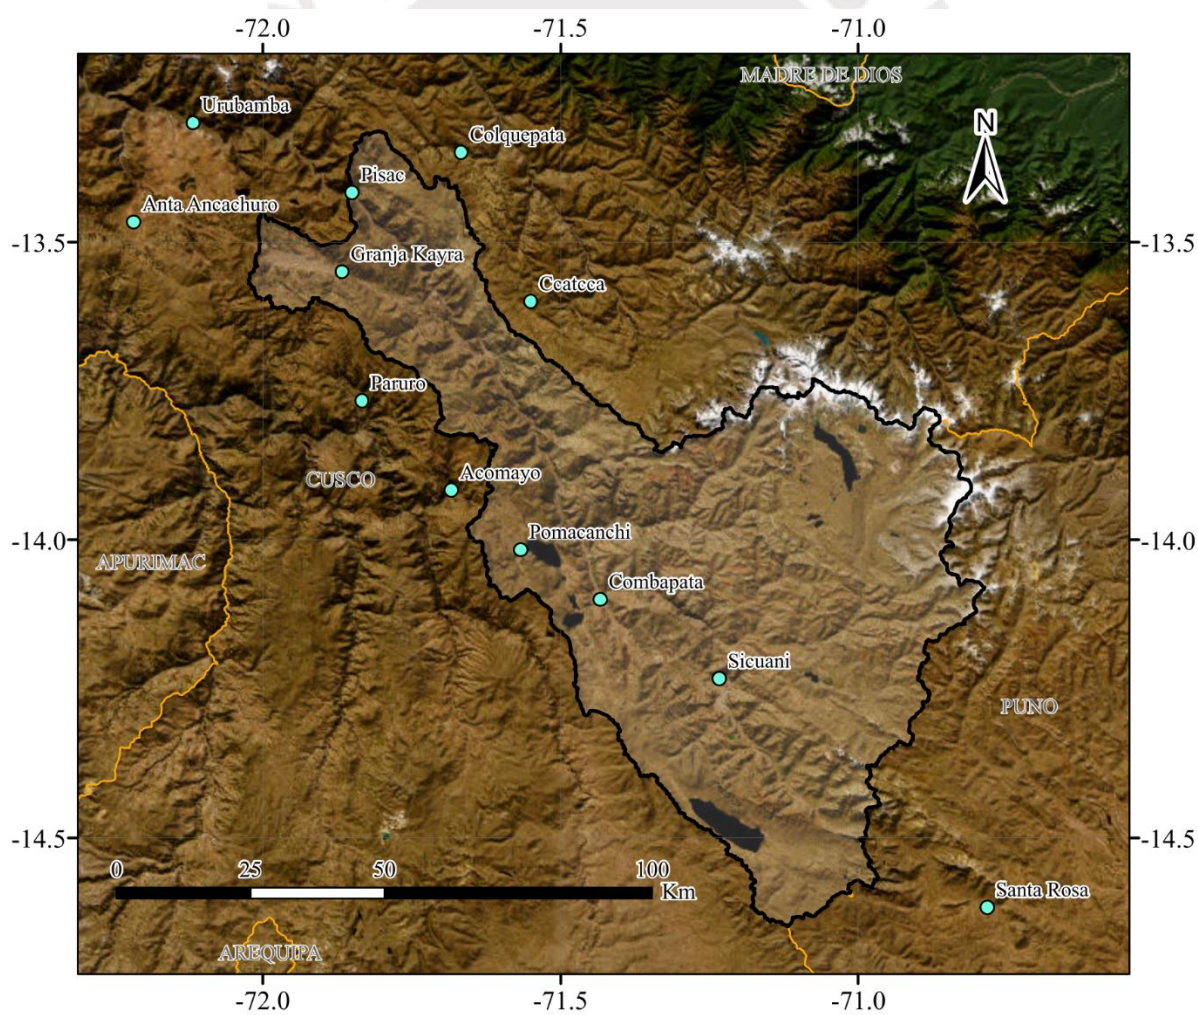 -72.0
-71.5
-71.0
MADRE DE DIOS
Urubamba
N
Colquepata
Pisac
Anta Ancachuro
-13.5
-13.5
Granja Kayra
Ccatcca
Paruro
Acomayo
CUSCO
Pomacanchi
-14.0
-14.0
APURIMAC
Combapata
Sicuani
PUNO
-14.5
-14.5
0
25
50
100
Km
Santa Rosa
AREQUIPA
-72.0
-71.5
-71.0